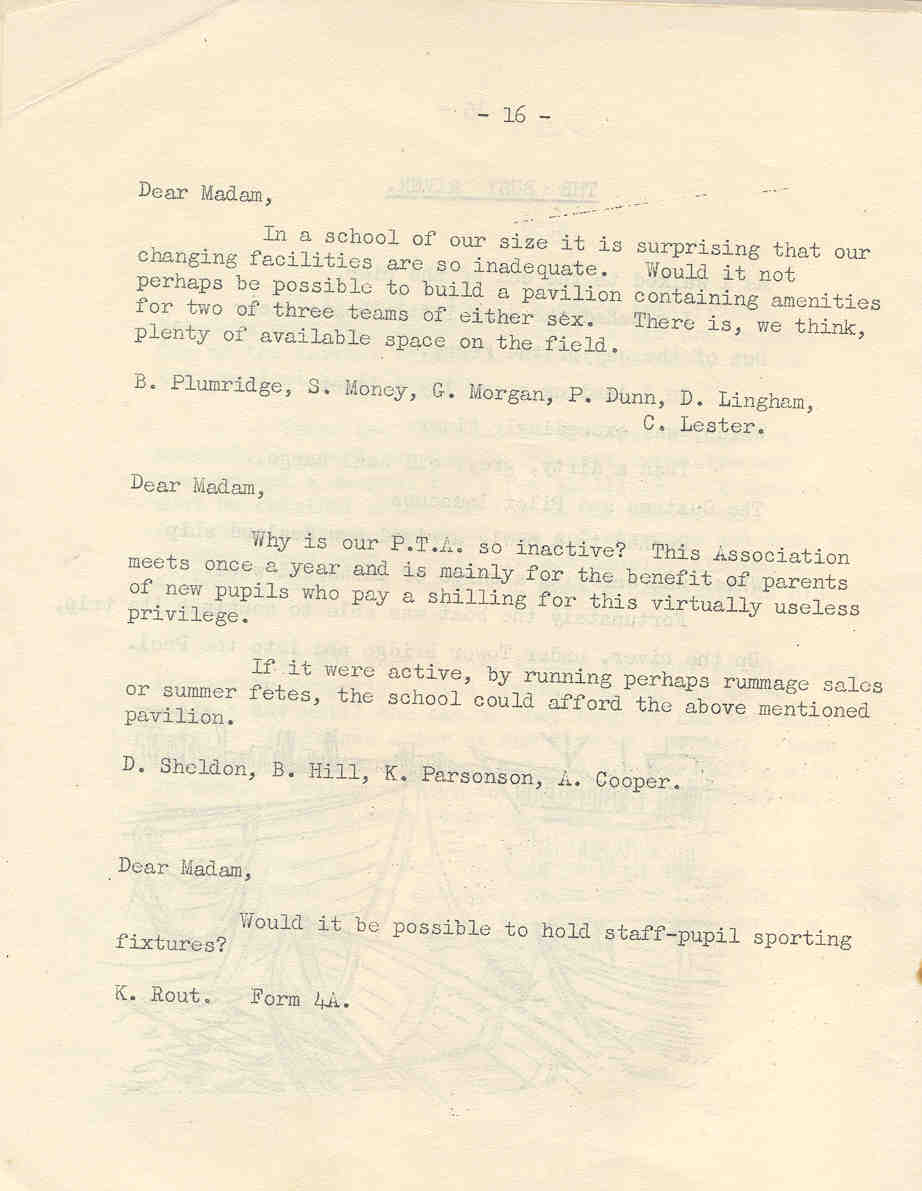 - 16 -
Dear Madam,
In a school of our size it is surprising that our
changing facilities are so inadequate. Would it not
perhaps be possible to build a pavilion containing amenities
for two of three teams of either sex. There is, we think,
plenty of available space on the field.
B. Plumridge, S. Money, G. Morgan, P. Dunn, D. Lingham,
C. Lester.
Dear Madam,
Why is our P.T.A. so inactive? This Association
meets once a year and is mainly for the benefit of parents
of new pupils who pay a shilling for this virtually useless
privilege.
If it were active, by running perhaps rummage sales
or summer fetes, the school could afford the above mentioned
pavilion.
D. Sheldon, B. Hill, K. Parsonson, A. Cooper.
Dear Madam,
Would it be possible to hold staff-pupil sporting
fixtures?
K. Rout. Form 4A.